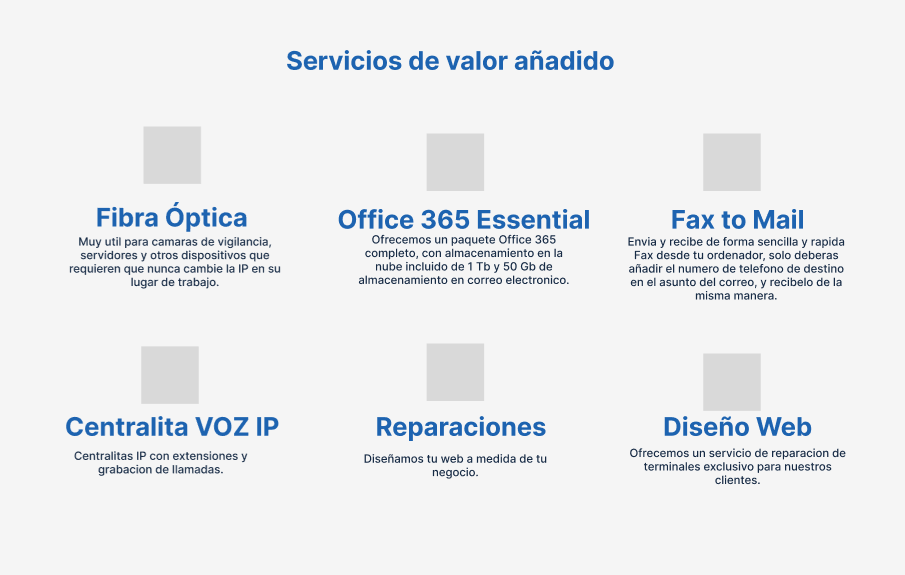 Servicios de valor añadido
Fibra Óptica
Muy util para camaras de vigilancia,
servidores y otros dispositivos que
requieren que nunca cambie la IP en su
lugar de trabajo.
Office 365 Essential
Ofrecemos un paquete Office 365
completo, con almacenamiento en la
nube incluido de 1 Tb y 50 Gb de
almacenamiento en correo electronico.
Fax to Mail
Envia y recibe de forma sencilla y rapida
Fax desde tu ordenador, solo deberas
añadir el numero de telefono de destino
en el asunto del correo, y recibelo de la
misma manera.
Centralita VOZ IP
Centralitas IP con extensiones y
grabacion de llamadas.
Reparaciones
Diseñamos tu web a medida de tu
negocio.
Diseño Web
Ofrecemos un servicio de reparacion de
terminales exclusivo para nuestros
clientes.